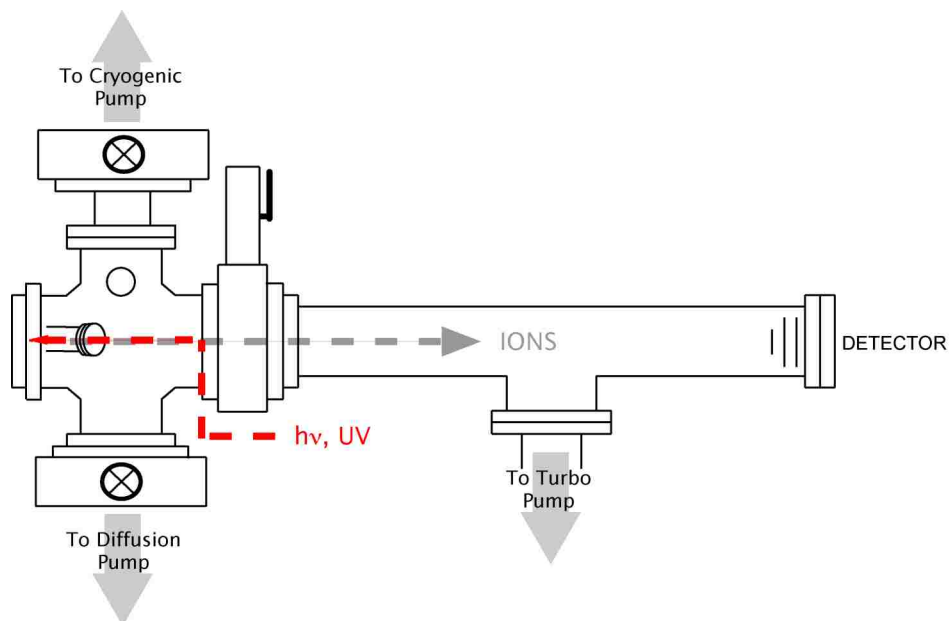 To Cryogenic
Pump
IONS
DETECTOR
hν, UV
To Turbo
Pump
To Diffusion
Pump